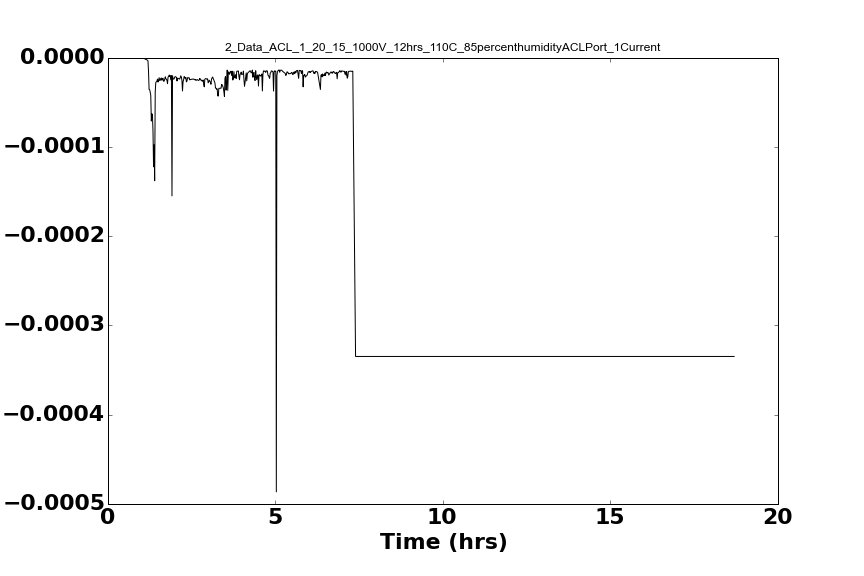 2_Data_ACL_1_20_15_1000V_12hrs_110C_85percenthumidityACLPort_1Current
0.0000
−0.0001
−0.0002
−0.0003
−0.0004
−0.0005
0 5 10 15 20
Time (hrs)